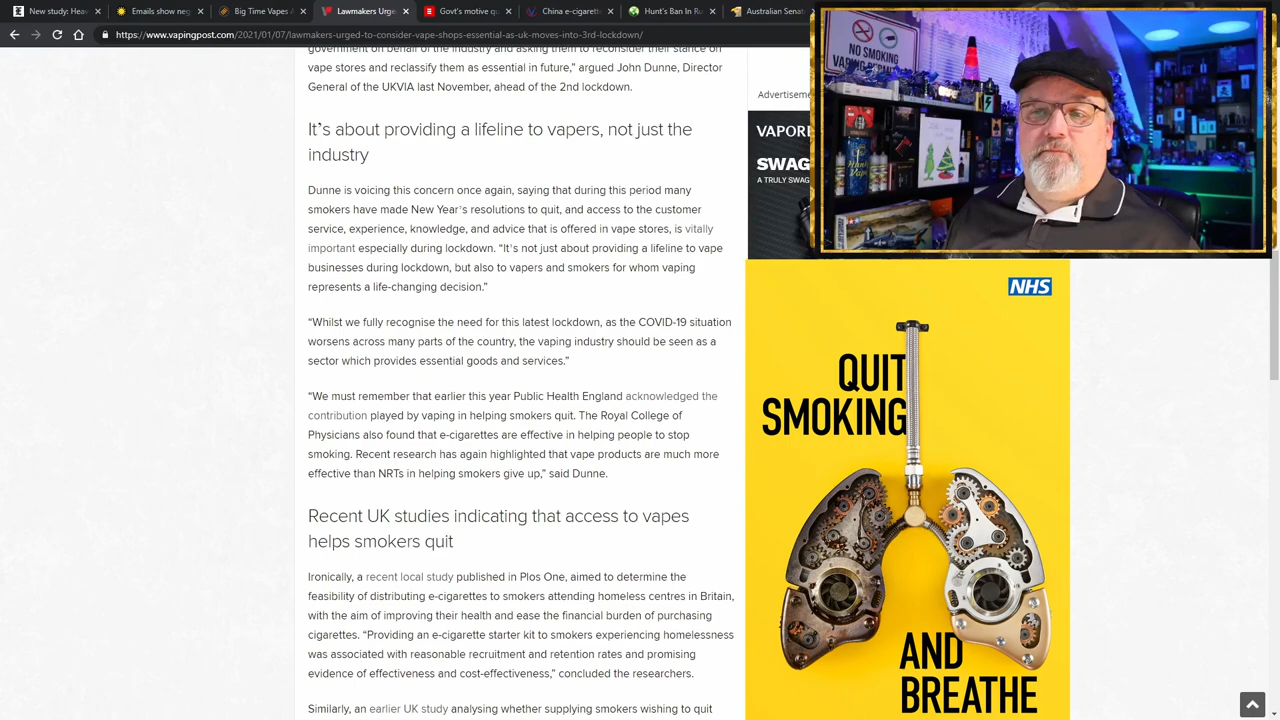 New study: Hea
Emails show nee
Big Time Vapes
Lawmakers Urge
Govt's motive o
China e-cigarett
Hunt's Ban In Ru
Australian Senat
https://www.vapingpost.com/2021/01/07/lawmakers-urged-to-consider-vape-shops-essential-as-uk-moves-into-3rd-lockdown/
government on behalf of the industry and asking them to reconsider their stance on
vape stores and reclassify them as essential in future,” argued John Dunne, Director
General of the UKVIA last November, ahead of the 2nd lockdown.
It’s about providing a lifeline to vapers, not just the
industry
Dunne is voicing this concern once again, saying that during this period many
smokers have made New Year’s resolutions to quit, and access to the customer
service, experience, knowledge, and advice that is offered in vape stores, is vitally
important especially during lockdown. “It’s not just about providing a lifeline to vape
businesses during lockdown, but also to vapers and smokers for whom vaping
represents a life-changing decision.”
“Whilst we fully recognise the need for this latest lockdown, as the COVID-19 situation
worsens across many parts of the country, the vaping industry should be seen as a
sector which provides essential goods and services.”
“We must remember that earlier this year Public Health England acknowledged the
contribution played by vaping in helping smokers quit. The Royal College of
Physicians also found that e-cigarettes are effective in helping people to stop
smoking. Recent research has again highlighted that vape products are much more
effective than NRTs in helping smokers give up,” said Dunne.
Recent UK studies indicating that access to vapes
helps smokers quit
Ironically, a recent local study published in Plos One, aimed to determine the
feasibility of distributing e-cigarettes to smokers attending homeless centres in Britain,
with the aim of improving their health and ease the financial burden of purchasing
cigarettes. “Providing an e-cigarette starter kit to smokers experiencing homelessness
was associated with reasonable recruitment and retention rates and promising
evidence of effectiveness and cost-effectiveness,” concluded the researchers.
Similarly, an earlier UK study analysing whether supplying smokers wishing to quit
Advertiseme
VAPOR
SWAG
A TRULY SWAG
NO SMOKING
NHS
QUIT
SMOKING
AND
BREATHE